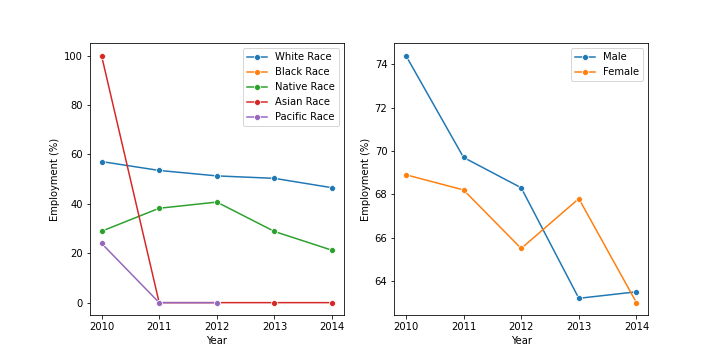 100
80
60
40
20
0
Employment (%)
2010 2011 2012 2013 2014
Year
White Race
Black Race
Native Race
Asian Race
Pacific Race
74
72
70
68
66
64
Employment (%)
2010 2011 2012 2013 2014
Year
Male
Female